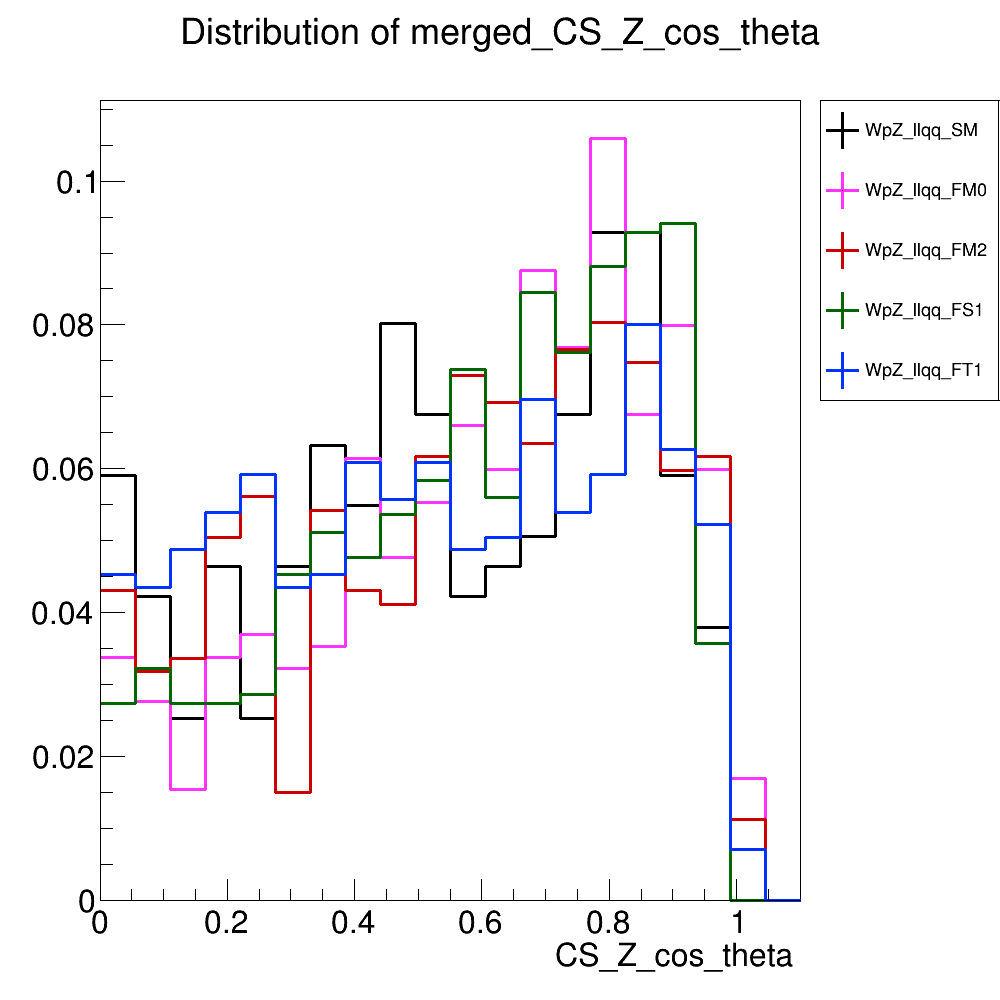 Distribution of merged_CS_Z_cos_theta
WpZ_llqq_SM
WpZ_llqq_FM0
WpZ_llqq_FM2
WpZ_llqq_FS1
WpZ_llqq_FT1
0.1
0.08
0.06
0.04
0.02
0
0 0.2 0.4 0.6 0.8 1
CS_Z_cos_theta